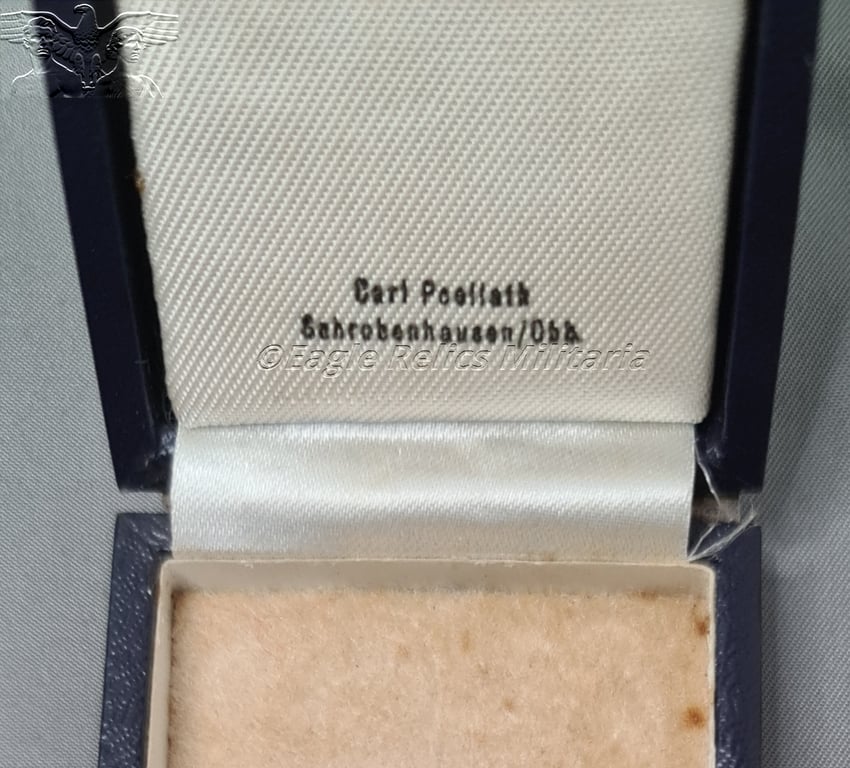 Carl Poellath
Schrobenhausen/Obb.
©Eagle Relics Militaria